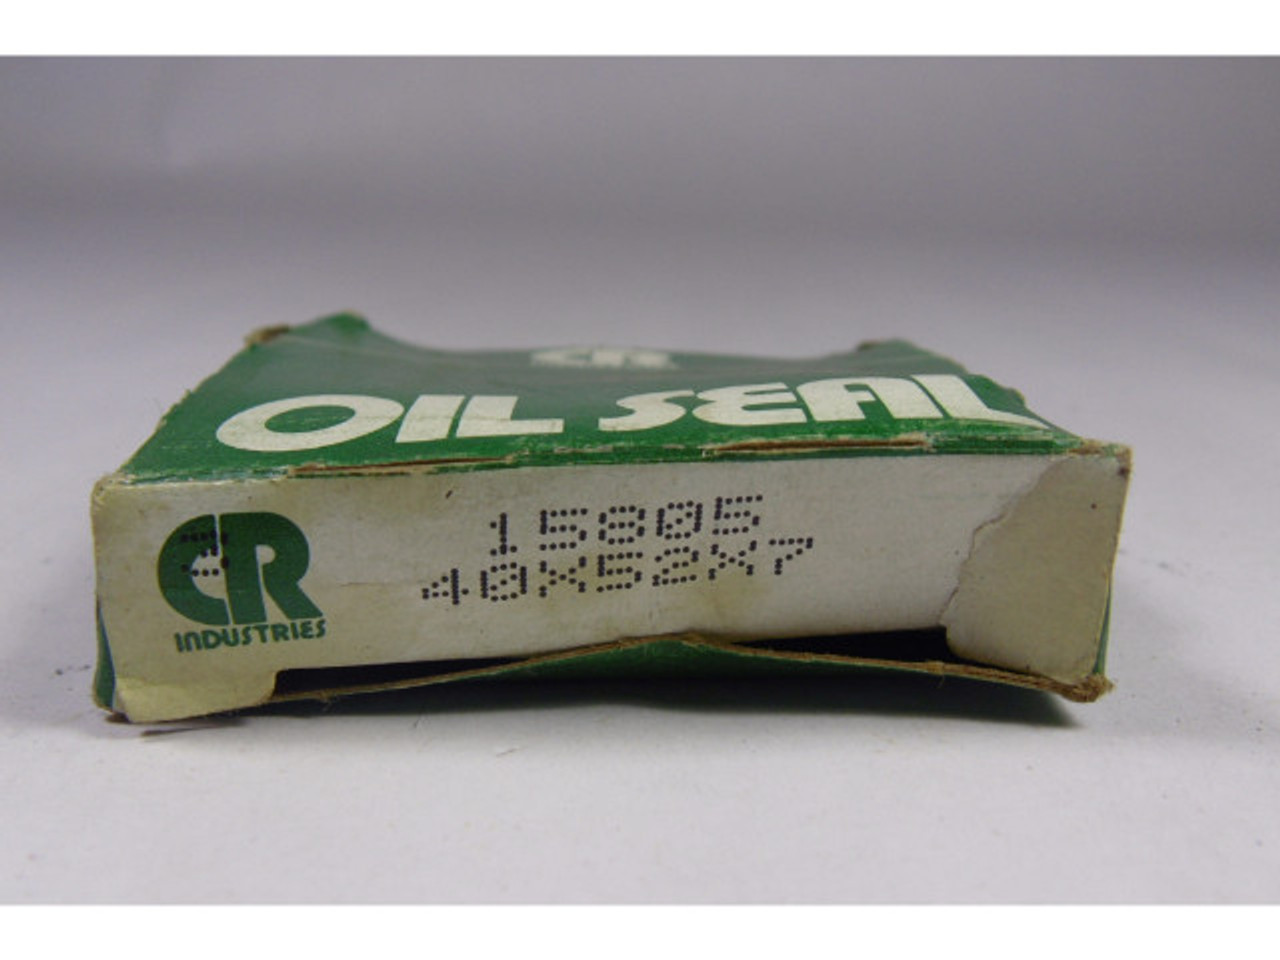 CR
OIL SEAL
CR
INDUSTRIES
15805
40X52X7